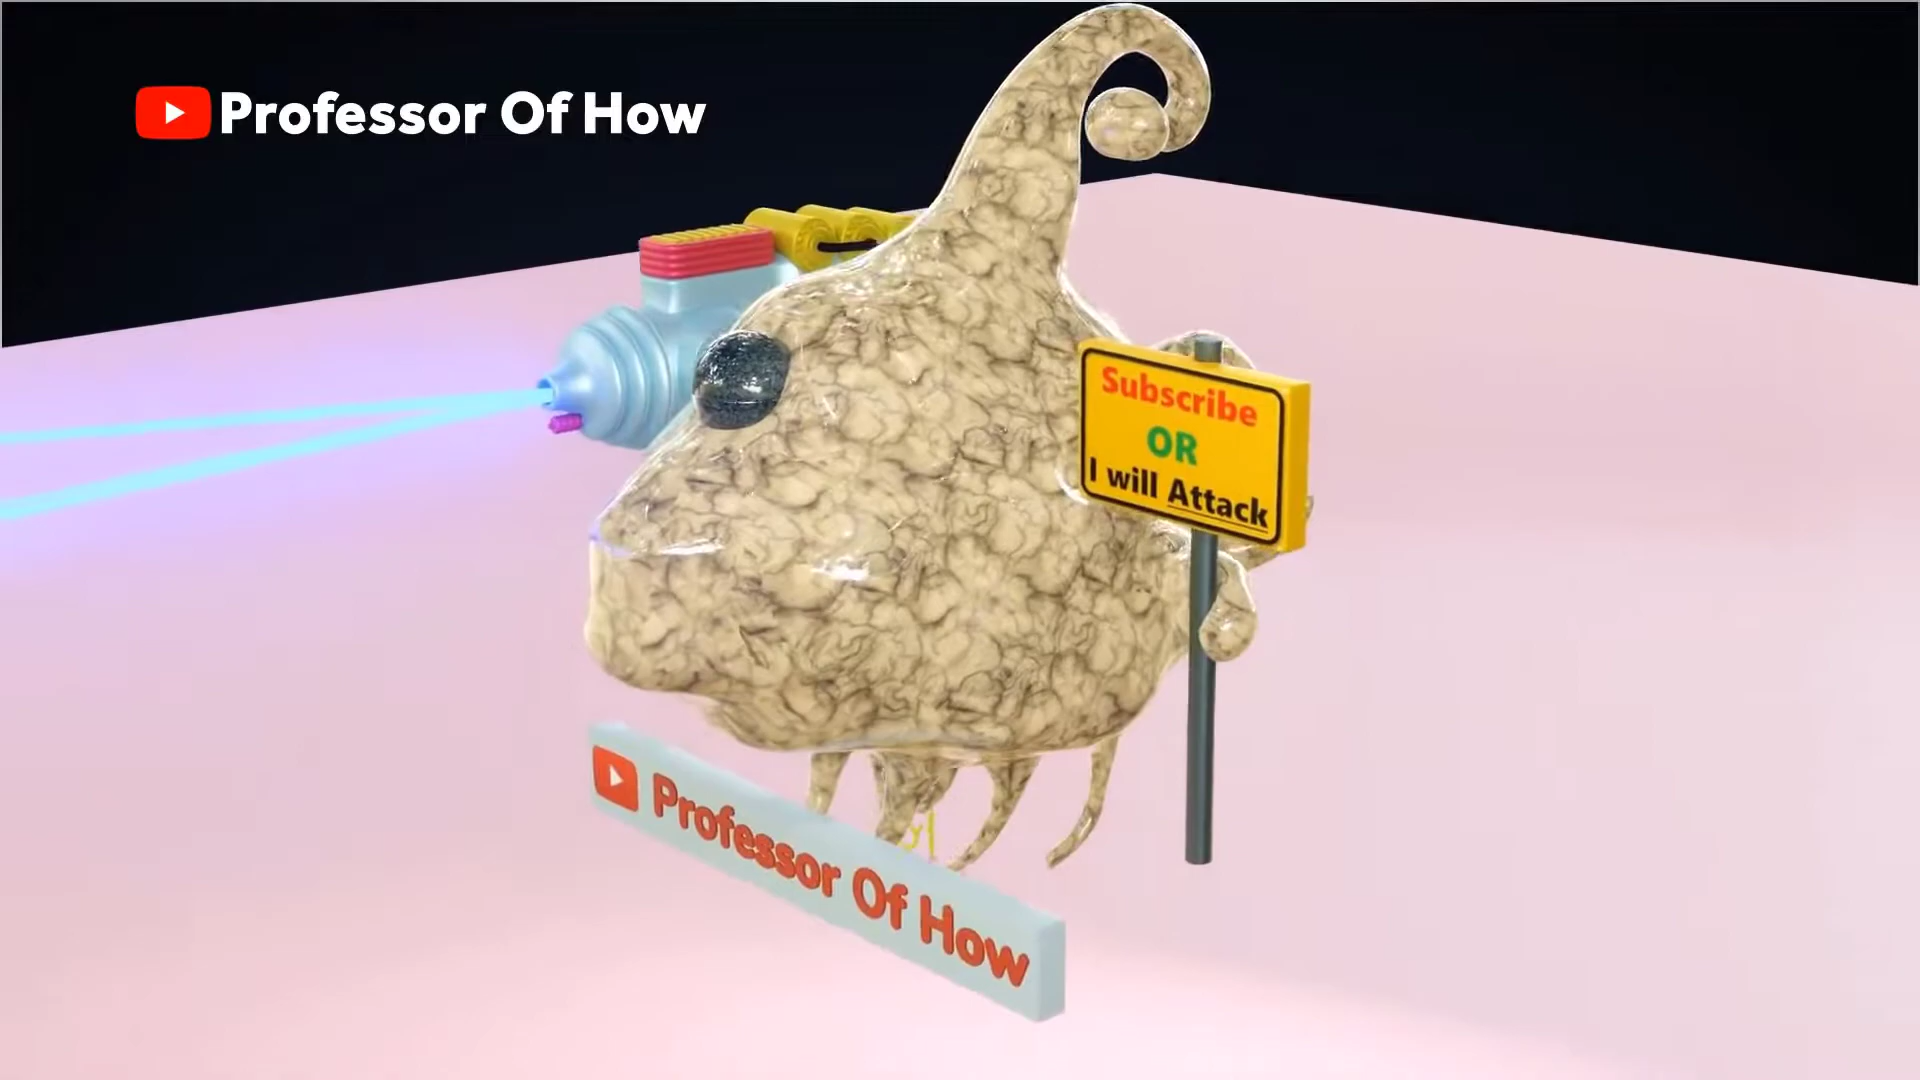 Professor Of How
Subscribe
OR
I will Attack
Professor Of How